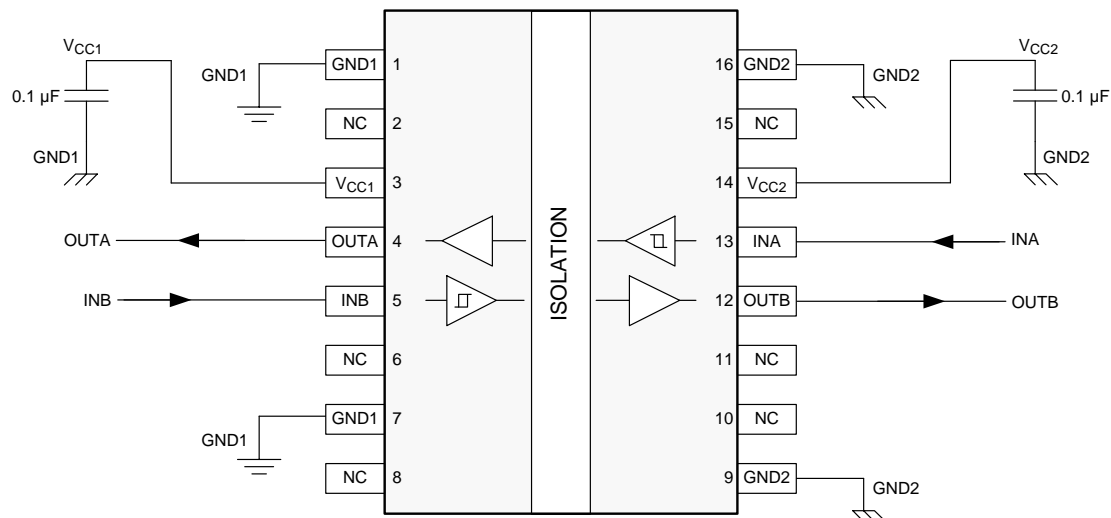 VCC1
0.1 µF
GND1
GND1
GND1 1
NC 2
VCC1 3
OUTA OUTA 4
INB INB 5
NC 6
GND1 GND1 7
NC 8
ISOLATION
16 GND2
GND2
15 NC
14 VCC2
13 INA INA
12 OUTB OUTB
11 NC
10 NC
9 GND2
GND2
VCC2
0.1 µF
GND2